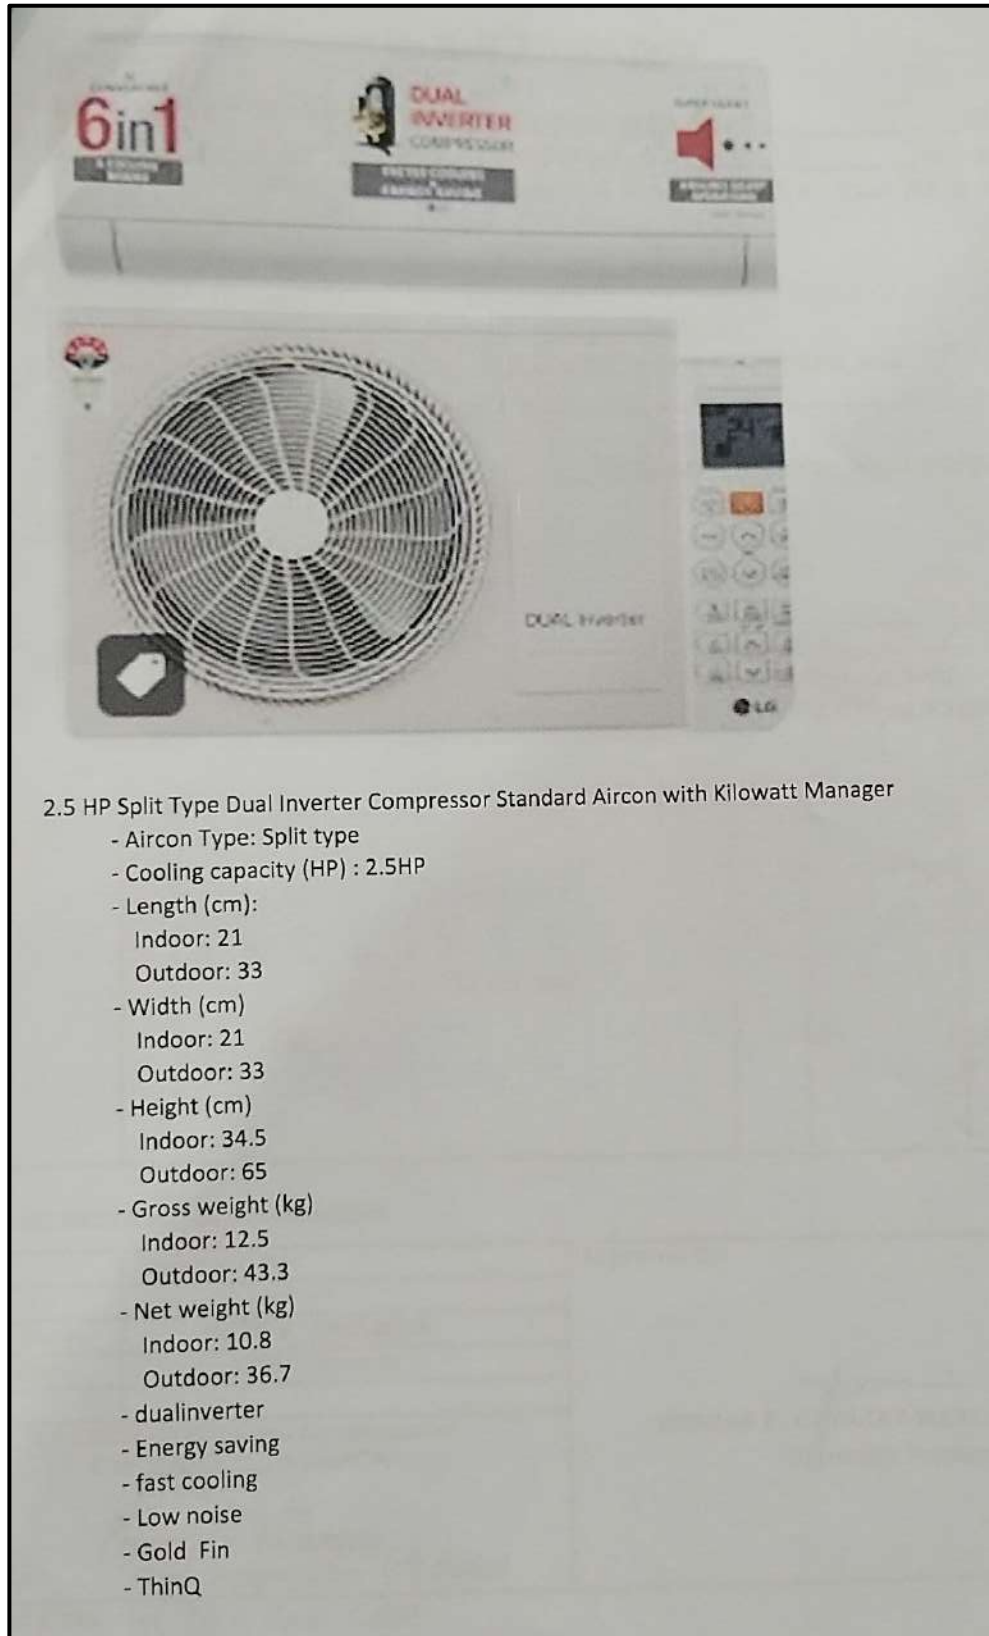 6in1
DUAL
INVERTER
COMPRESSOR
DUAL Inverter
LG
2.5 HP Split Type Dual Inverter Compressor Standard Aircon with Kilowatt Manager
- Aircon Type: Split type
- Cooling capacity (HP) : 2.5HP
- Length (cm):
Indoor: 21
Outdoor: 33
- Width (cm)
Indoor: 21
Outdoor: 33
- Height (cm)
Indoor: 34.5
Outdoor: 65
- Gross weight (kg)
Indoor: 12.5
Outdoor: 43.3
- Net weight (kg)
Indoor: 10.8
Outdoor: 36.7
- dualinverter
- Energy saving
- fast cooling
- Low noise
- Gold Fin
- ThinQ